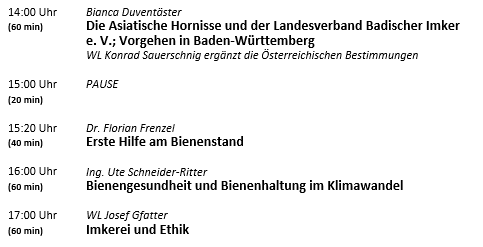 14:00 Uhr Bianca Duventäster
(60 min) Die Asiatische Hornisse und der Landesverband Badischer Imker
e. V.; Vorgehen in Baden-Württemberg
WL Konrad Sauerschnig ergänzt die Österreichischen Bestimmungen
15:00 Uhr PAUSE
(20 min)
15:20 Uhr Dr. Florian Frenzel
(40 min) Erste Hilfe am Bienenstand
16:00 Uhr Ing. Ute Schneider-Ritter
(60 min) Bienengesundheit und Bienenhaltung im Klimawandel
17:00 Uhr WL Josef Gfatter
(60 min) Imkerei und Ethik